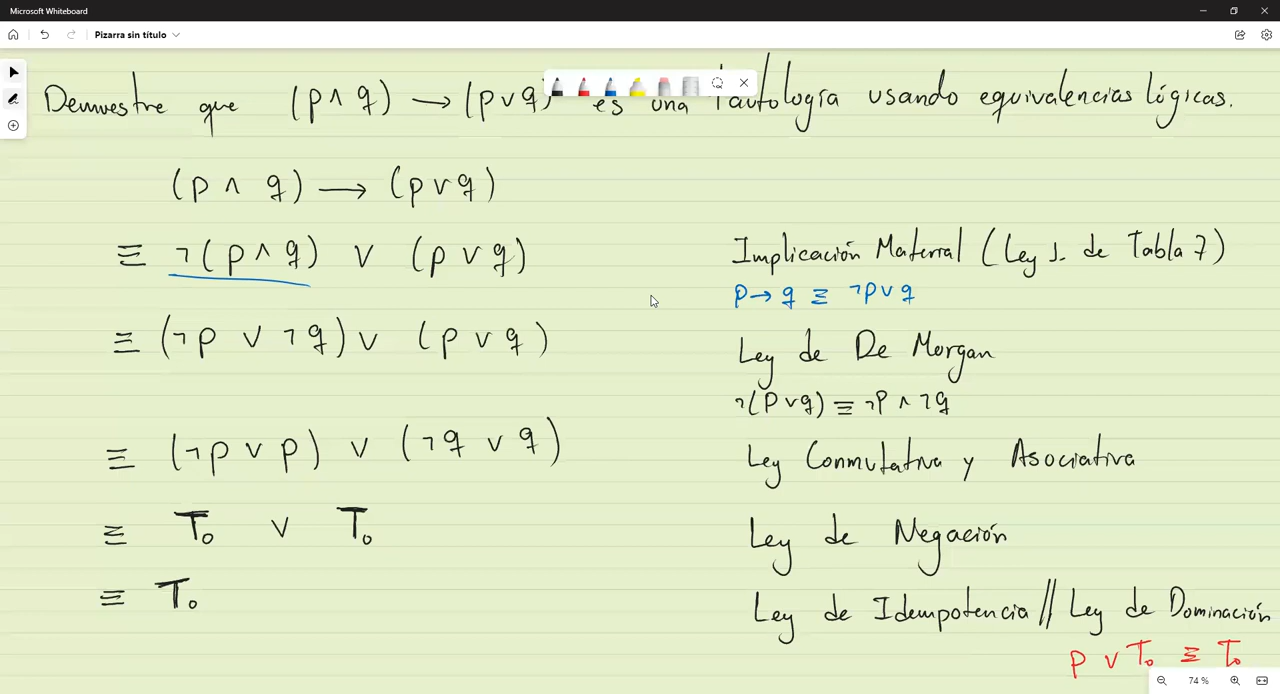 Microsoft Whiteboard
Pizarra sin título
Demuestre que (p ∧ q) → (p ∨ q) es una tautología usando equivalencias lógicas.
(p ∧ q) → (p ∨ q)
≡ ¬(p ∧ q) ∨ (p ∨ q) Implicación Material (Ley 1. de Tabla 7)
p → q ≡ ¬p ∨ q
≡ (¬p ∨ ¬q) ∨ (p ∨ q) Ley de De Morgan
¬(p ∨ q) ≡ ¬p ∧ ¬q
≡ (¬p ∨ p) ∨ (¬q ∨ q) Ley Conmutativa y Asociativa
≡ T₀ ∨ T₀ Ley de Negación
≡ T₀ Ley de Idempotencia // Ley de Dominación
p ∨ T₀ ≡ T₀
74 %